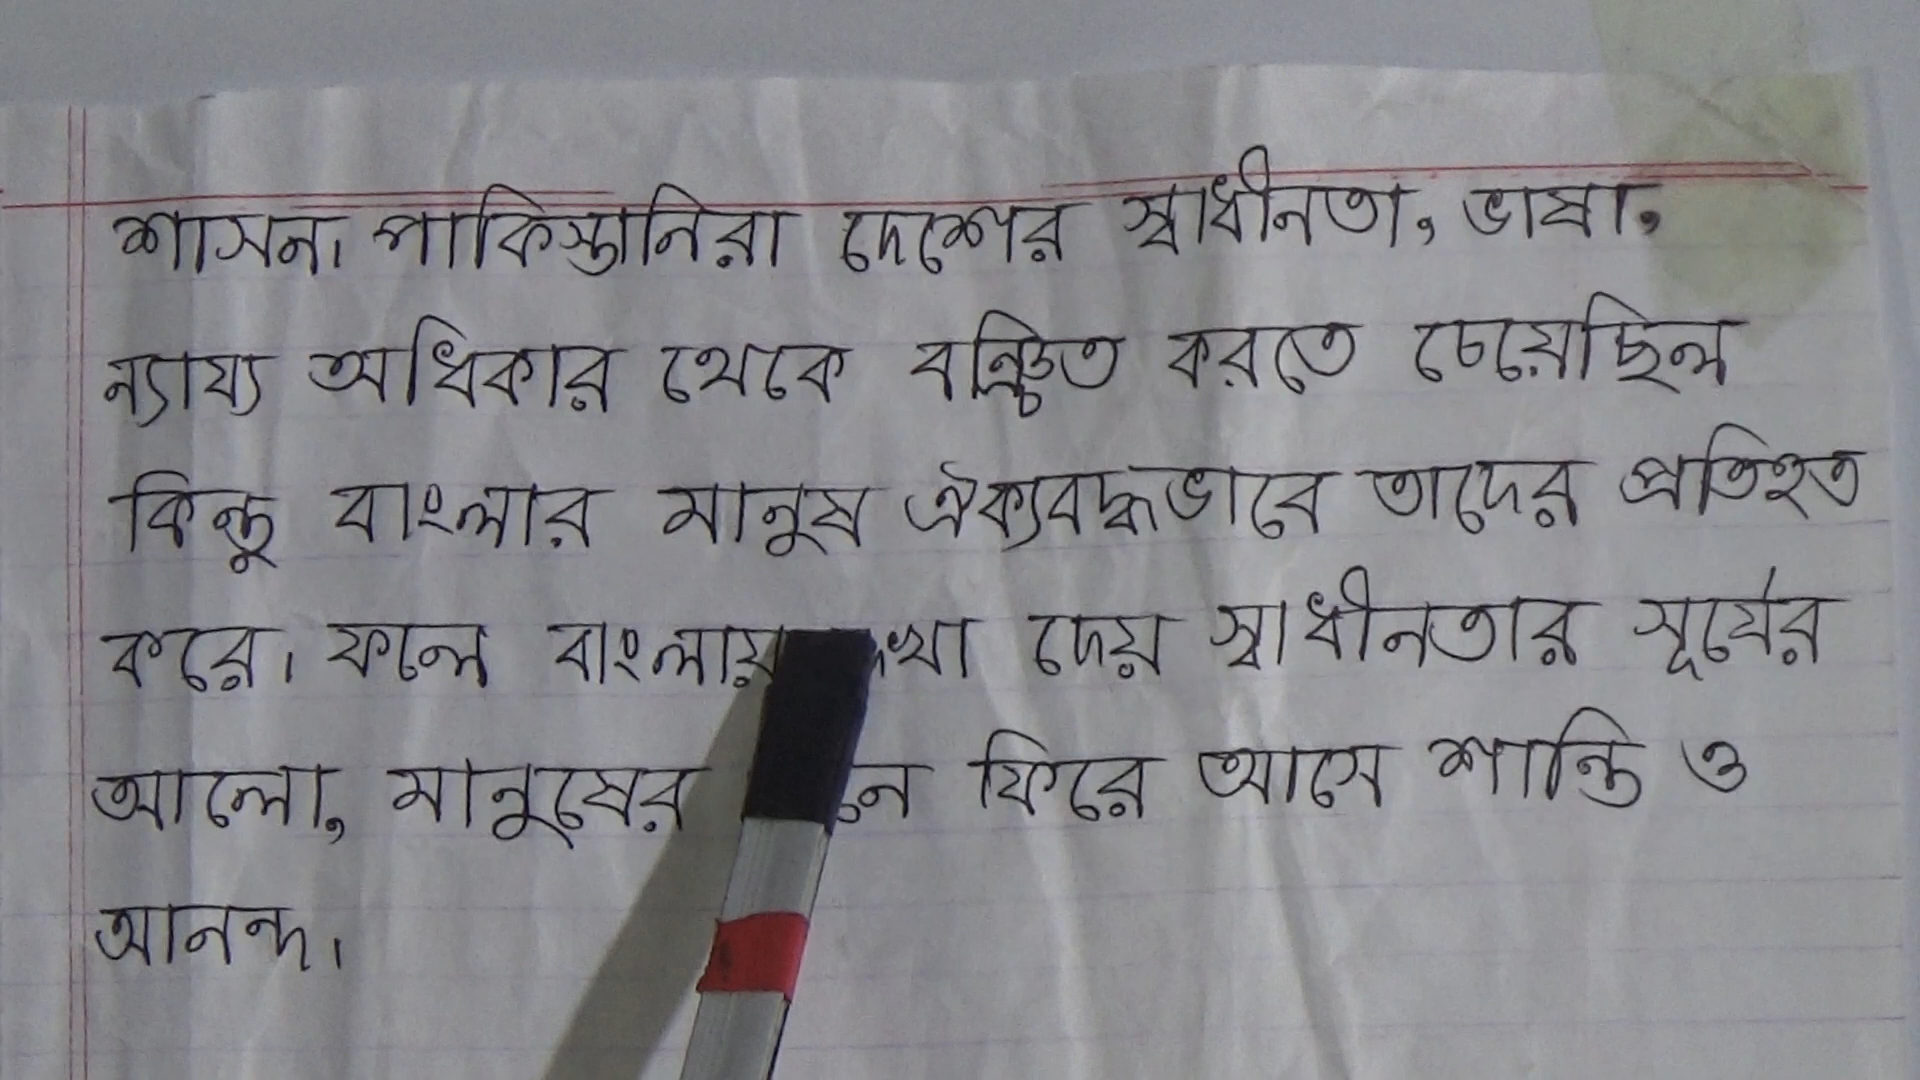 শাসন। পাকিস্তানিরা দেশের স্বাধীনতা, ভাষা,
ন্যায্য অধিকার থেকে বঞ্চিত করতে চেয়েছিল
কিন্তু বাংলার মানুষ ঐক্যবদ্ধভাবে তাদের প্রতিহত
করে। ফলে বাংলায় দেয় স্বাধীনতার সূর্যের
আলো, মানুষের ফিরে আসে শান্তি ও
আনন্দ।